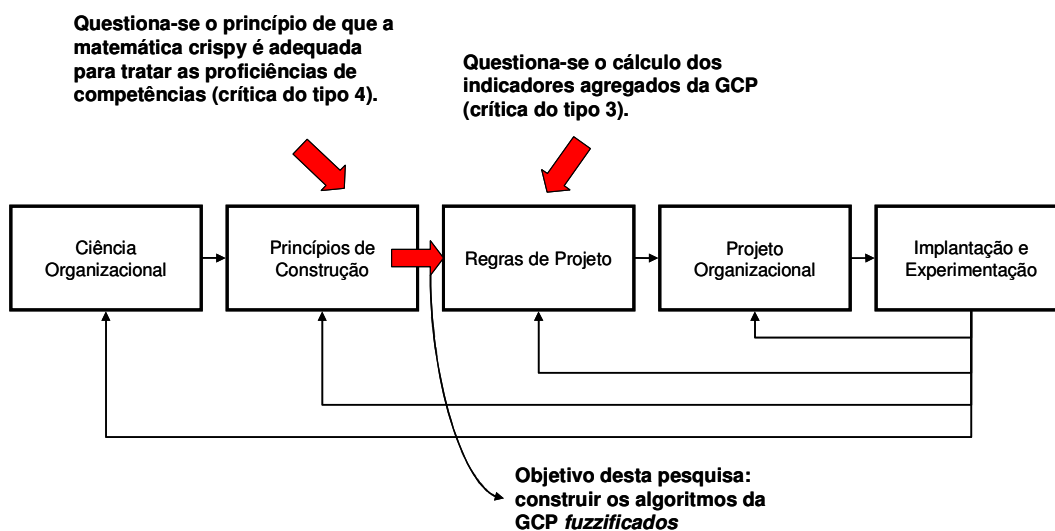 Questiona-se o princípio de que a
matemática crispy é adequada
para tratar as proficiências de
competências (crítica do tipo 4).
Questiona-se o cálculo dos
indicadores agregados da GCP
(crítica do tipo 3).
Ciência
Organizacional
Princípios de
Construção
Regras de Projeto
Projeto
Organizacional
Implantação e
Experimentação
Objetivo desta pesquisa:
construir os algoritmos da
GCP fuzzificados